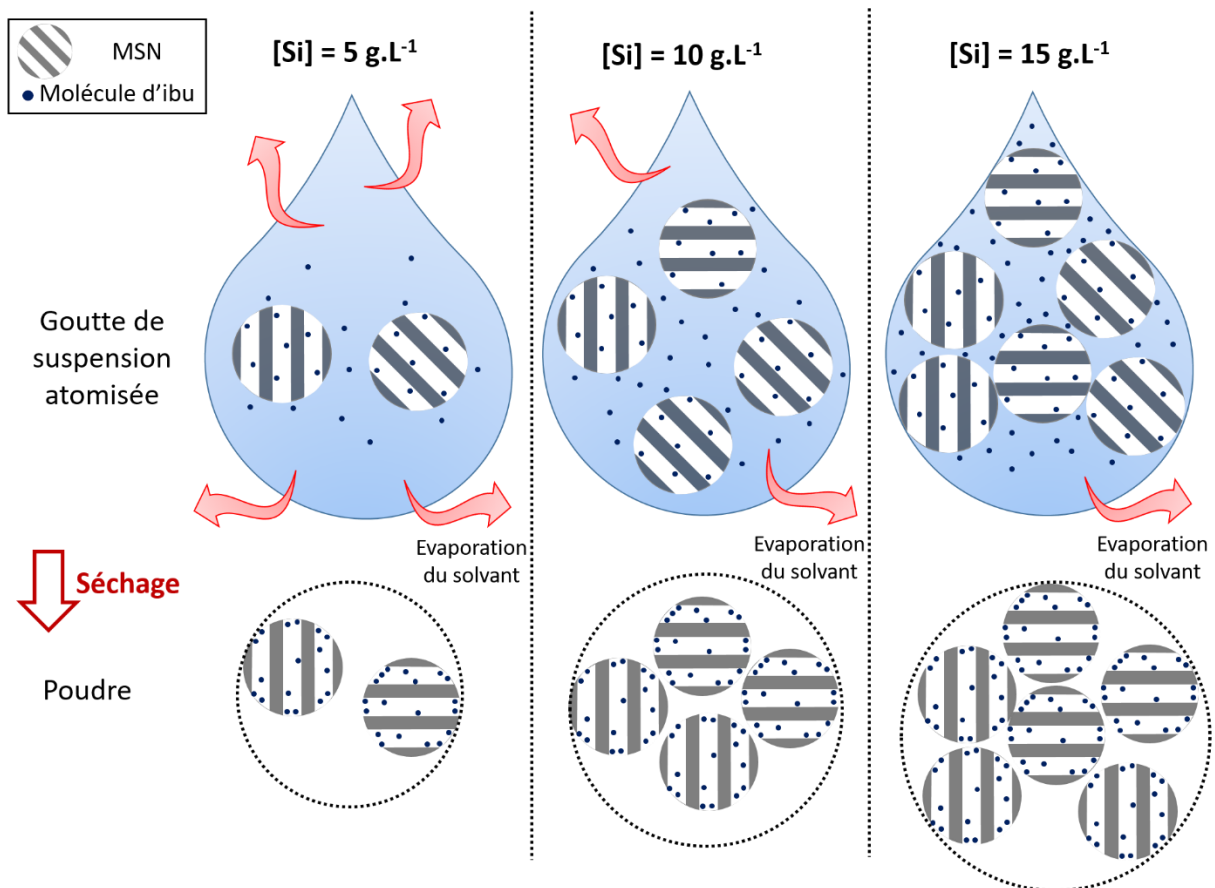 MSN
Molécule d'ibu
[Si] = 5 g.L⁻¹
[Si] = 10 g.L⁻¹
[Si] = 15 g.L⁻¹
Goutte de
suspension
atomisée
Evaporation
du solvant
Evaporation
du solvant
Evaporation
du solvant
Séchage
Poudre